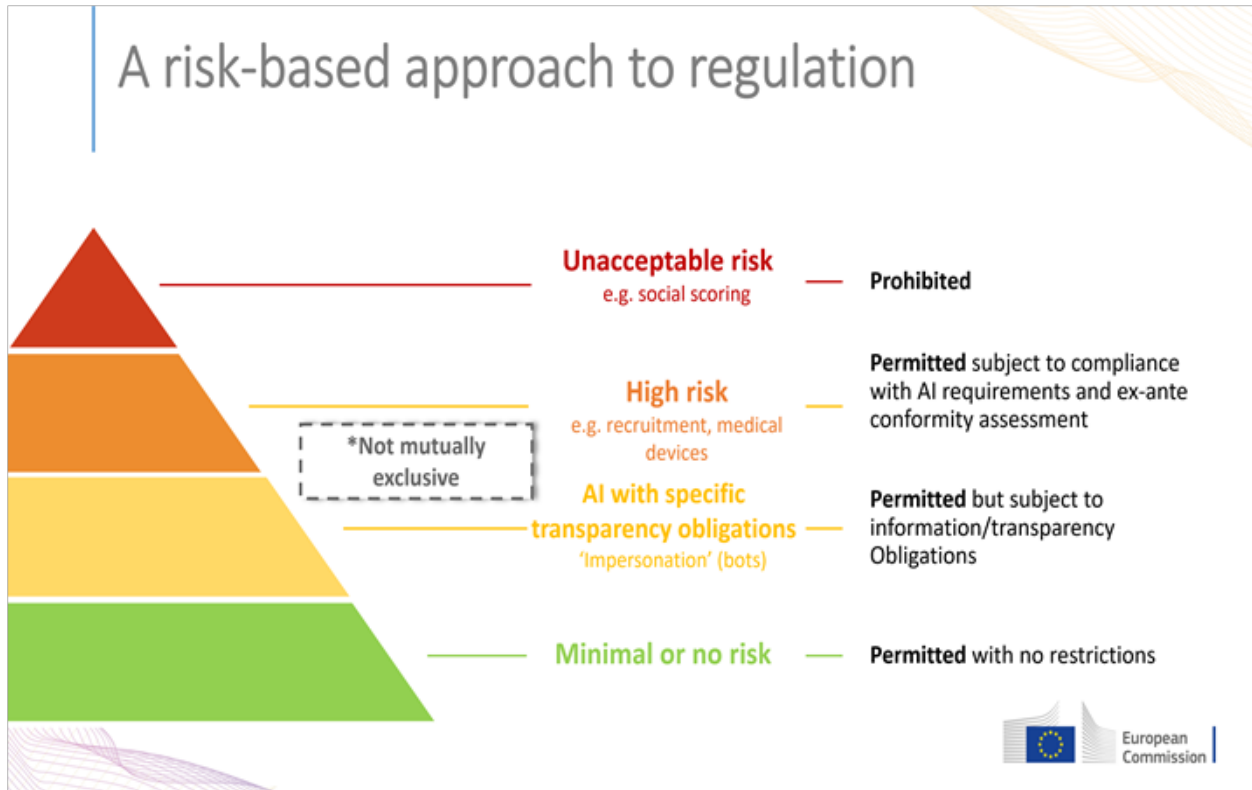 A risk-based approach to regulation
Unacceptable risk
e.g. social scoring
Prohibited
High risk
e.g. recruitment, medical
devices
Permitted subject to compliance
with AI requirements and ex-ante
conformity assessment
*Not mutually
exclusive
AI with specific
transparency obligations
'Impersonation' (bots)
Permitted but subject to
information/transparency
Obligations
Minimal or no risk
Permitted with no restrictions
European
Commission